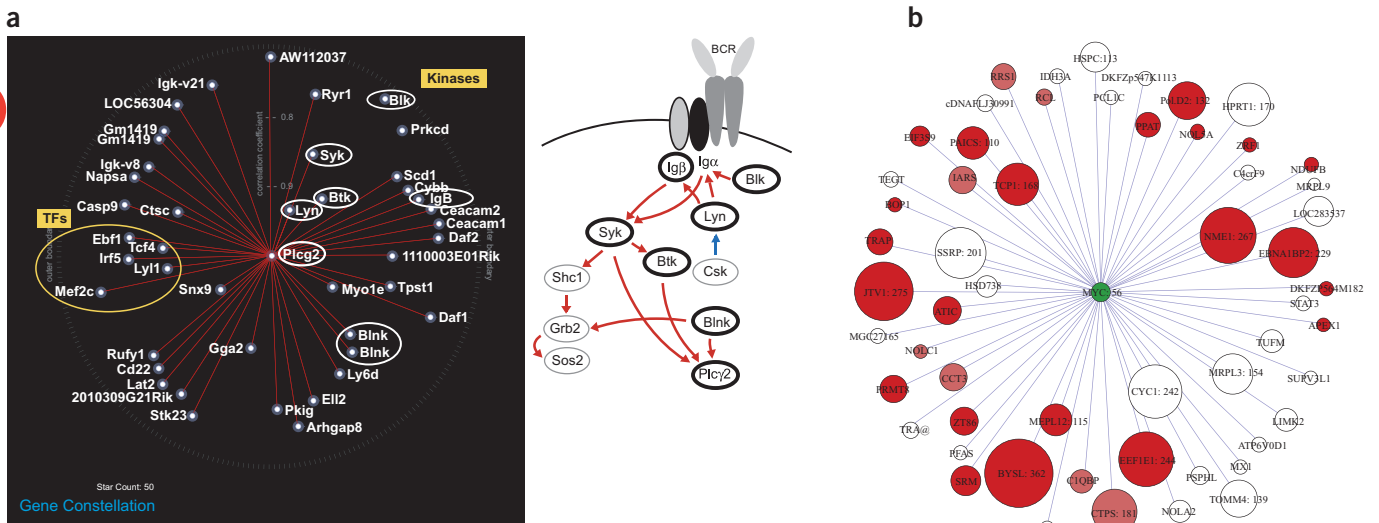 a
AW112037
Kinases
Igk-v21
Ryr1
Blk
LOC56304
0.8
Gm1419
Gm1419
Prkcd
correlation coefficient
Syk
Igk-v8
Napsa
Scd1
0.9
Cybb
Btk
IgB
Casp9
Ctsc
Lyn
Ceacam2
TFs
Ceacam1
Ebf1
Tcf4
Daf2
Irf5
Plcg2
1110003E01Rik
Lyl1
outer boundary
Mef2c
Snx9
Myo1e
Tpst1
Daf1
Blnk
Gga2
Blnk
Rufy1
Cd22
Ly6d
Lat2
2010309G21Rik
Ell2
Stk23
Pkig
Arhgap8
Star Count: 50
Gene Constellation
BCR
Igβ
Igα
Blk
Lyn
Syk
Btk
Csk
Shc1
Grb2
Blnk
Sos2
Plcγ2
b
HSPC:113
RRS1
IDH3A
DKFZp547K1113
RCL
PCL1C
PoLD2: 132
HPRT1: 170
cDNAFLJ30991
PPAT
NOL5A
EIF3S9
PAICS: 110
ZRF1
IARS
TCP1: 168
C4crF9
NDUFB
TEGT
MRPL9
BOP1
LOC283537
TRAP1
NME1: 267
SSRP: 201
EBNA1BP2: 229
HSD738
JTV1: 275
MYC:56
DKFZP564M182
STAT3
ATIC
APEX1
MGC27165
NOLC1
TUFM
CCT3
MRPL3: 154
PRMT3
CYC1: 242
SUPV3L1
ZT86
MEPL12: 115
LIMK2
TRA@
ATP6V0D1
PFAS
EEF1E1: 244
MX1
BYSL: 362
PSPHL
SRM
C1QBP
TOMM4: 139
CTPS: 181
NOLA2